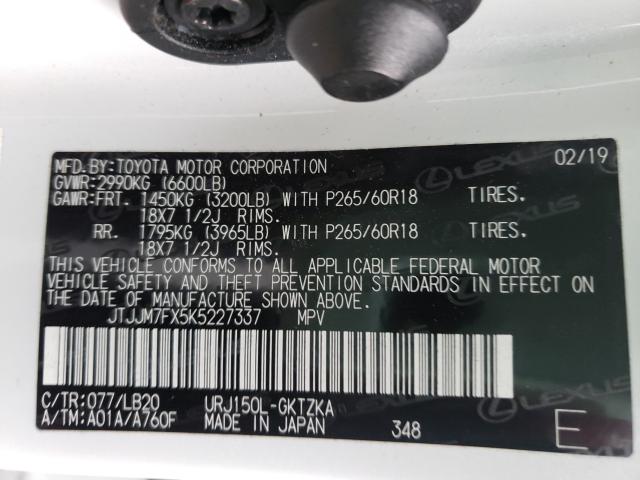 MFD.BY:TOYOTA MOTOR CORPORATION 02/19
GVWR:2990KG (6600LB)
GAWR:FRT. 1450KG (3200LB) WITH P265/60R18 TIRES.
18X7 1/2J RIMS.
RR. 1795KG (3965LB) WITH P265/60R18 TIRES.
18X7 1/2J RIMS.
THIS VEHICLE CONFORMS TO ALL APPLICABLE FEDERAL MOTOR
VEHICLE SAFETY AND THEFT PREVENTION STANDARDS IN EFFECT ON
THE DATE OF MANUFACTURE SHOWN ABOVE.
JTJJM7FX5K5227337 MPV
C/TR:077/LB20 URJ150L-GKTZKA
A/TM:A01A/A760F MADE IN JAPAN 348 E
LEXUS